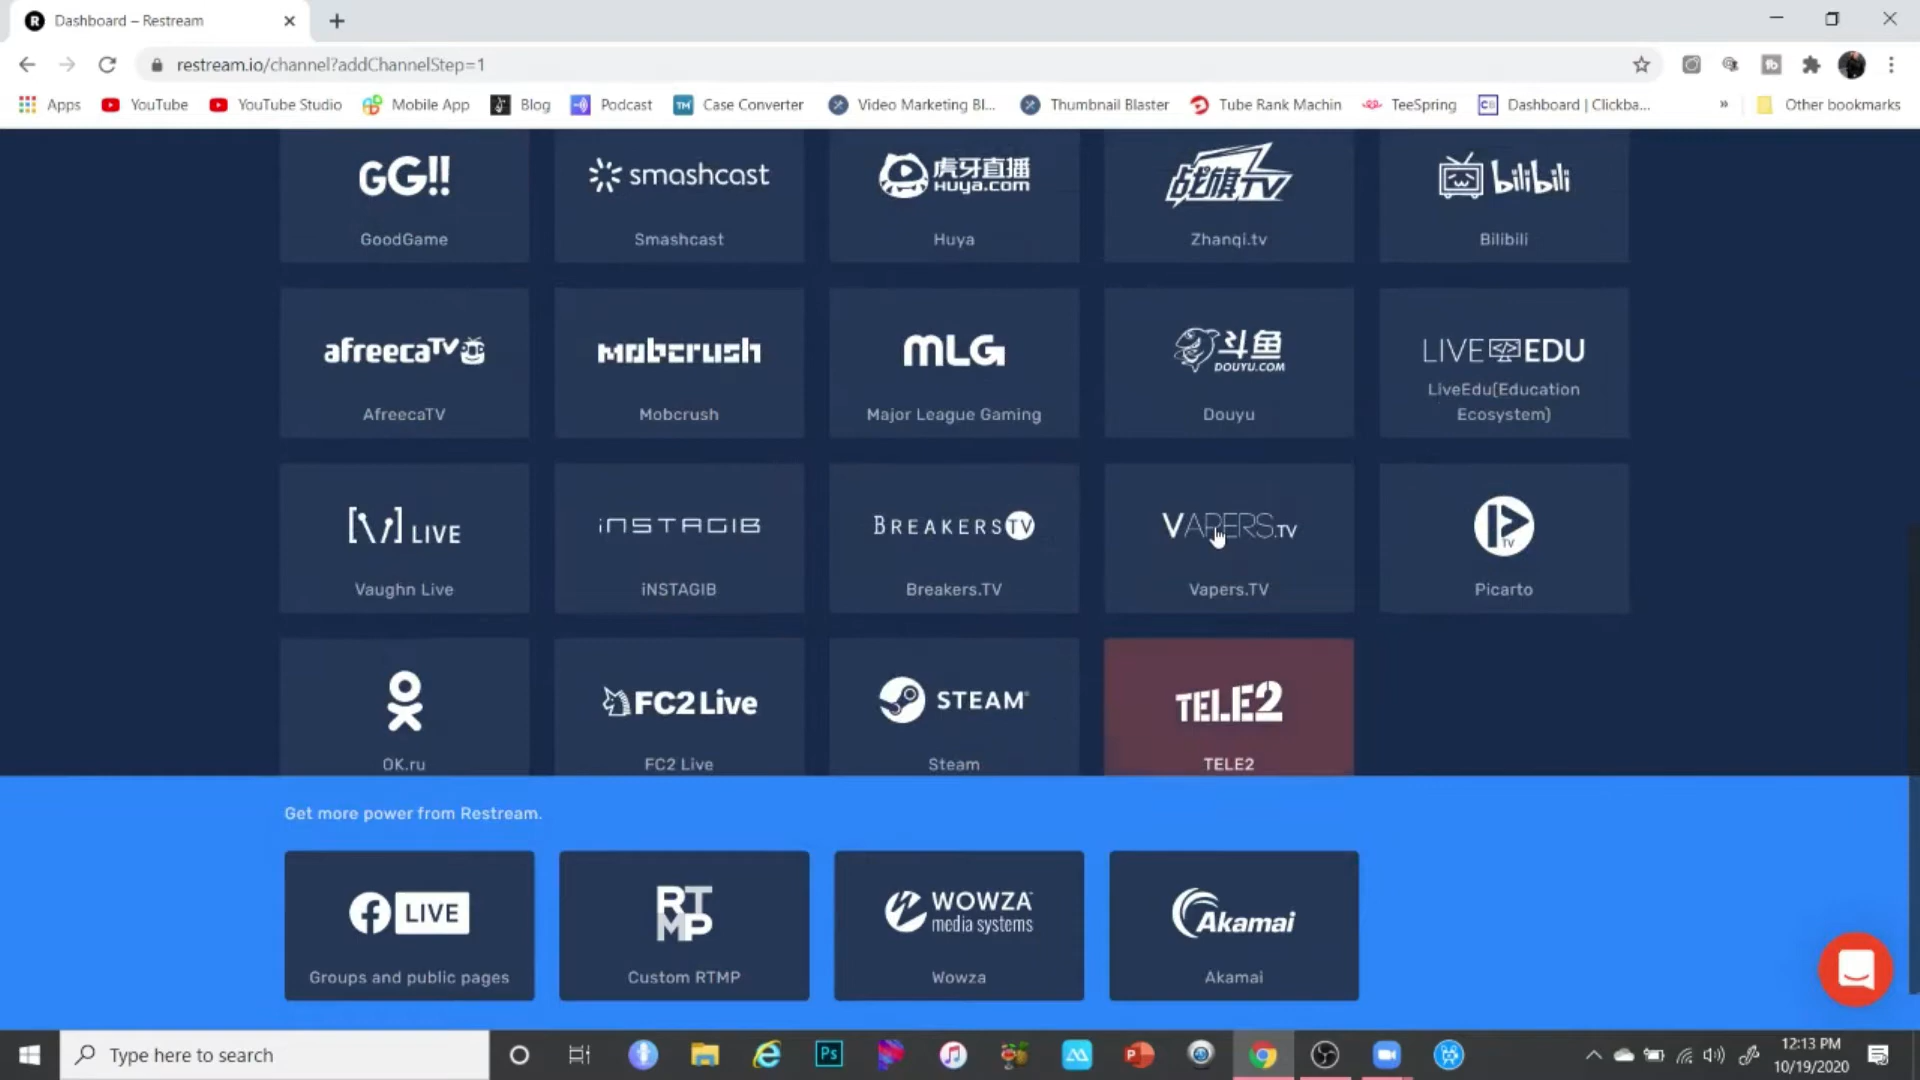 Dashboard – Restream
restream.io/channel?addChannelStep=1
Apps
YouTube
YouTube Studio
Mobile App
Blog
Podcast
TM
Case Converter
Video Marketing Bl...
Thumbnail Blaster
Tube Rank Machin
TeeSpring
Dashboard | Clickba...
»
Other bookmarks
GG!!
smashcast
虎牙直播
HUYA.COM
战旗TV
bilibili
GoodGame
Smashcast
Huya
Zhanqi.tv
Bilibili
afreecaTV
Mobcrush
MLG
斗鱼
DOUYU.COM
LIVE EDU
AfreecaTV
Mobcrush
Major League Gaming
Douyu
LiveEdu(Education
Ecosystem)
[\/] LIVE
iNSTAGIB
BREAKERSTV
VAPERS.TV
TV
Vaughn Live
iNSTAGIB
Breakers.TV
Vapers.TV
Picarto
FC2 Live
STEAM
TELE2
OK.ru
FC2 Live
Steam
TELE2
Get more power from Restream.
LIVE
RTMP
WOWZA
media systems
Akamai
Groups and public pages
Custom RTMP
Wowza
Akamai
Type here to search
Ps
12:13 PM
10/19/2020